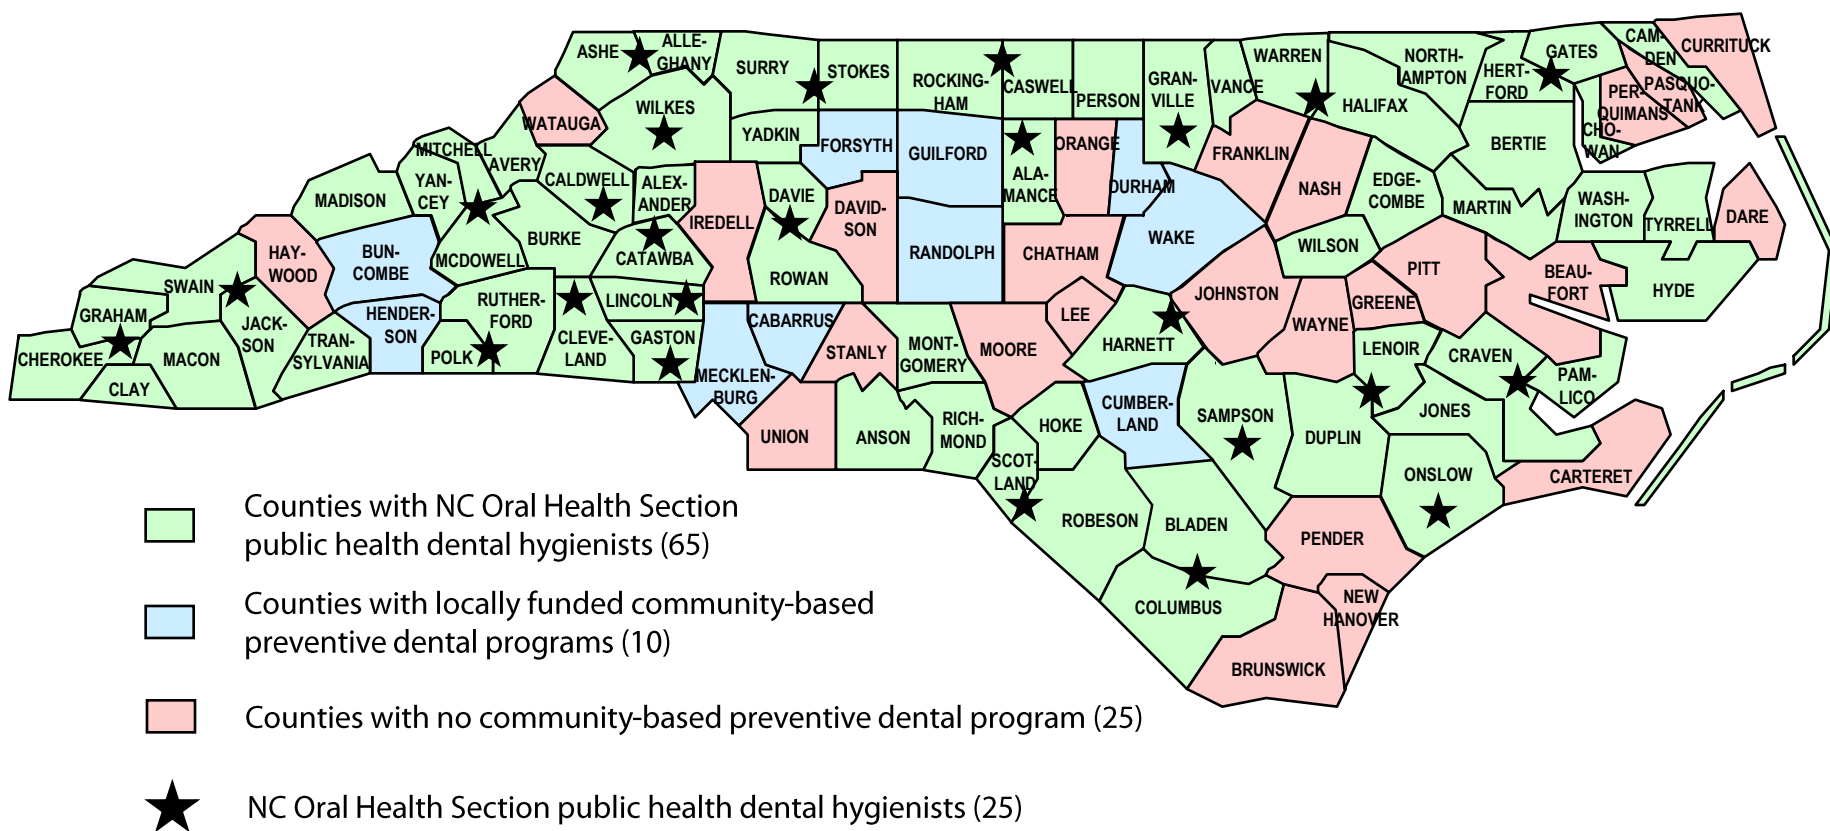 ASHE
ALLE-
GHANY
SURRY
STOKES
ROCKING-
HAM
CASWELL
PERSON
GRAN-
VILLE
VANCE
WARREN
NORTH-
AMPTON
HERT-
FORD
GATES
CAM-
DEN
CURRITUCK
PASQUO-
TANK
PER-
QUIMANS
CHO-
WAN
HALIFAX
BERTIE
WATAUGA
WILKES
YADKIN
FORSYTH
GUILFORD
ALA-
MANCE
ORANGE
DURHAM
FRANKLIN
NASH
EDGE-
COMBE
MARTIN
WASH-
INGTON
TYRRELL
DARE
MITCHELL
AVERY
YAN-
CEY
MADISON
CALDWELL
ALEX-
ANDER
IREDELL
DAVIE
DAVID-
SON
RANDOLPH
CHATHAM
WAKE
WILSON
PITT
BEAU-
FORT
HYDE
HAY-
WOOD
BUN-
COMBE
MCDOWELL
BURKE
CATAWBA
ROWAN
SWAIN
GRAHAM
CHEROKEE
CLAY
MACON
JACK-
SON
TRAN-
SYLVANIA
HENDER-
SON
RUTHER-
FORD
POLK
CLEVE-
LAND
LINCOLN
GASTON
MECKLEN-
BURG
CABARRUS
STANLY
MONT-
GOMERY
MOORE
LEE
HARNETT
JOHNSTON
WAYNE
GREENE
LENOIR
CRAVEN
PAM-
LICO
JONES
UNION
ANSON
RICH-
MOND
SCOT-
LAND
HOKE
CUMBER-
LAND
SAMPSON
DUPLIN
ONSLOW
CARTERET
ROBESON
BLADEN
PENDER
COLUMBUS
NEW
HANOVER
BRUNSWICK
Counties with NC Oral Health Section
public health dental hygienists (65)
Counties with locally funded community-based
preventive dental programs (10)
Counties with no community-based preventive dental program (25)
NC Oral Health Section public health dental hygienists (25)